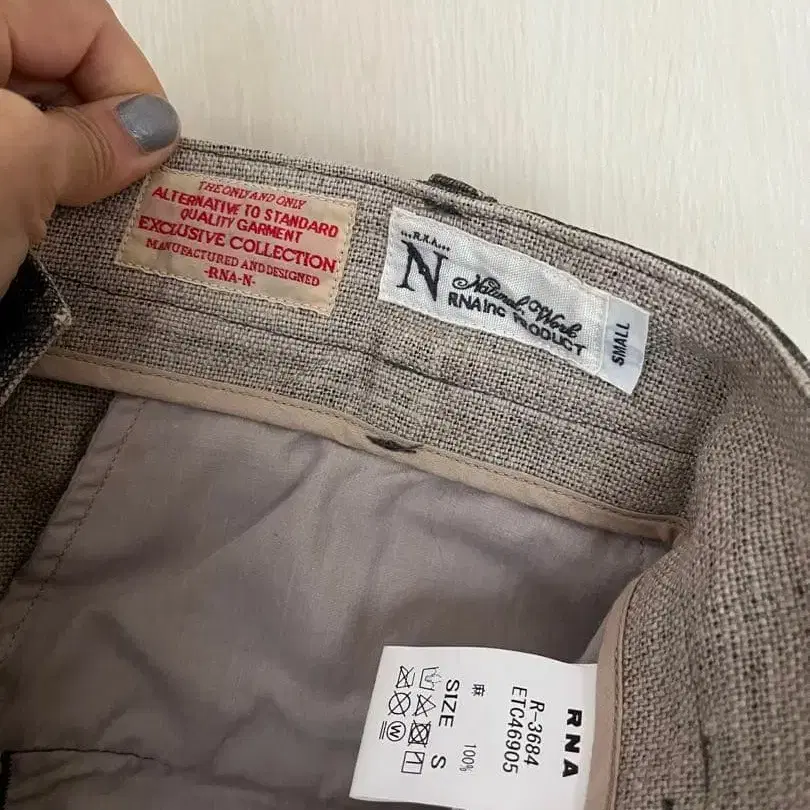 THE ONLY AND ONLY
ALTERNATIVE TO STANDARD
QUALITY GARMENT
EXCLUSIVE COLLECTION
MANUFACTURED AND DESIGNED
-RNA-N-
...R.N.A...
N
Natural, Work
RNA Inc PRODUCT
SMALL
RNA
R-3684
ETC46905
麻 100%
SIZE S
W